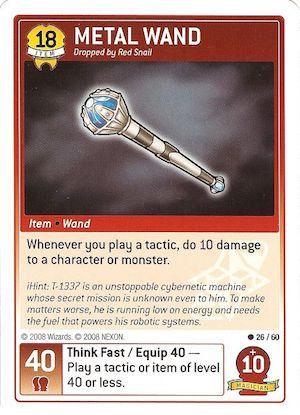 18
ITEM
METAL WAND
Dropped by Red Snail
Item • Wand
Whenever you play a tactic, do 10 damage
to a character or monster.
iHint: T-1337 is an unstoppable cybernetic machine
whose secret mission is unknown even to him. To make
matters worse, he is running low on energy and needs
the fuel that powers his robotic systems.
© 2008 Wizards. © 2008 NEXON.
● 26 / 60
40
Think Fast / Equip 40 —
Play a tactic or item of level
40 or less.
+
10
MAGICIAN